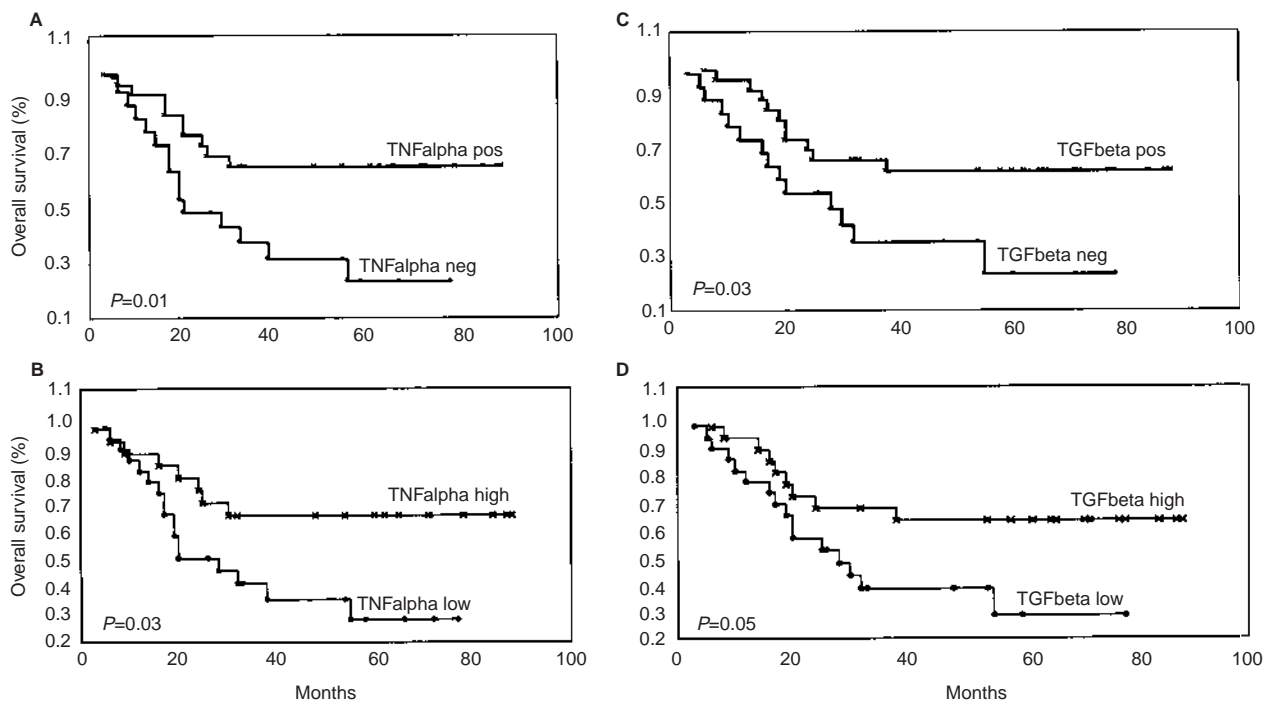 A
Overall survival (%)
1.1
0.9
0.7
0.5
0.3
0.1
TNFalpha pos
TNFalpha neg
P=0.01
0
20
40
60
80
100
C
1.1
0.9
0.7
0.5
0.3
0.1
TGFbeta pos
TGFbeta neg
P=0.03
0
20
40
60
80
100
B
Overall survival (%)
1.1
1.0
0.9
0.8
0.7
0.6
0.5
0.4
0.3
0.2
TNFalpha high
TNFalpha low
P=0.03
0
20
40
60
80
100
Months
D
1.1
1.0
0.9
0.8
0.7
0.6
0.5
0.4
0.3
0.2
TGFbeta high
TGFbeta low
P=0.05
0
20
40
60
80
100
Months